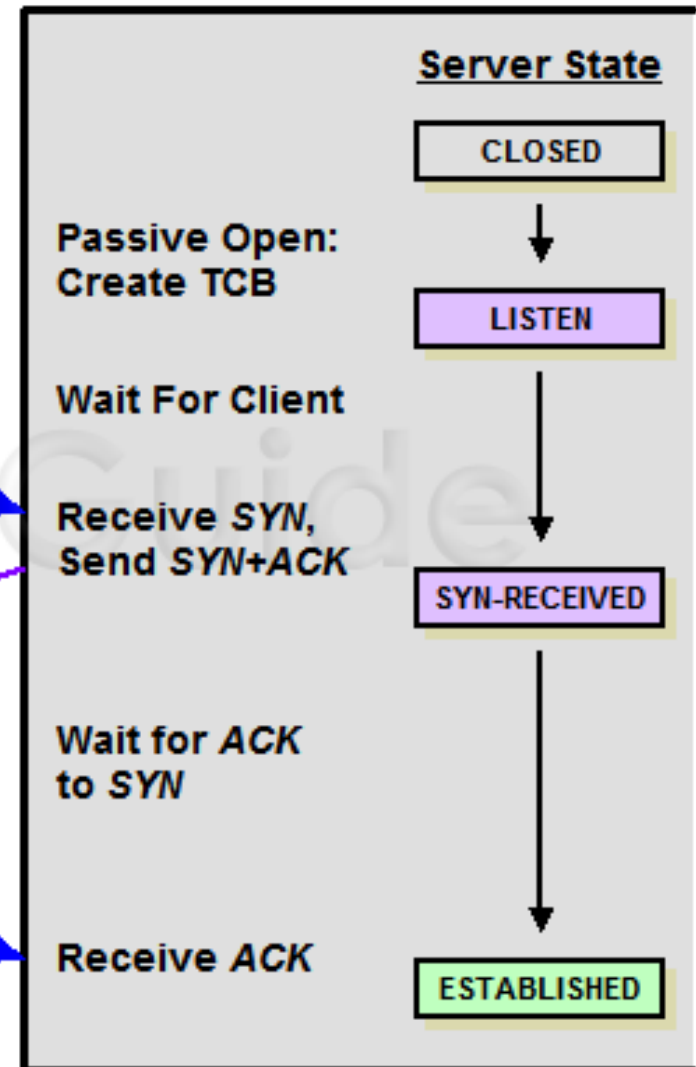 Server State
CLOSED
Passive Open:
Create TCB
LISTEN
Wait For Client
Guide
Receive SYN,
Send SYN+ACK
SYN-RECEIVED
Wait for ACK
to SYN
Receive ACK
ESTABLISHED